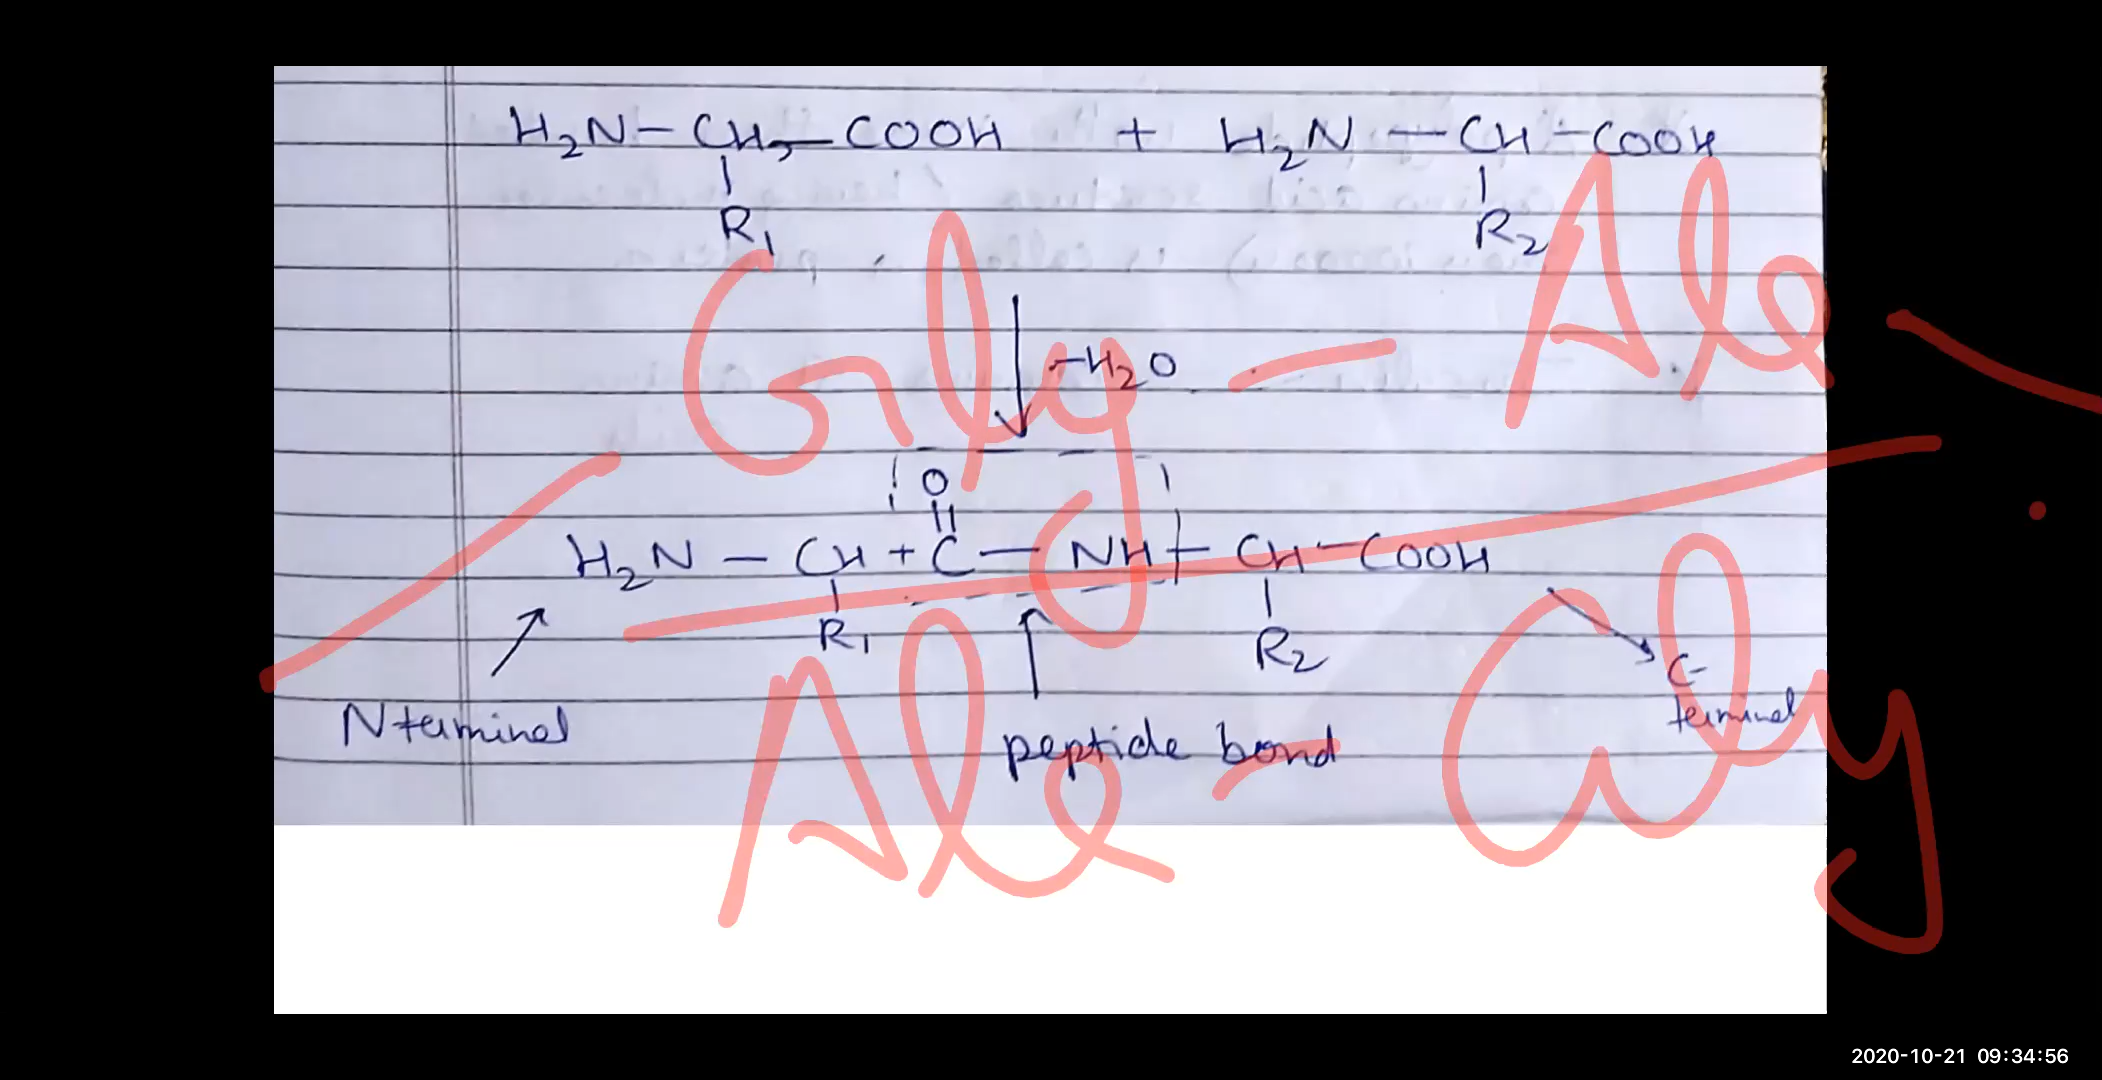 H₂N – CH₂ – COOH + H₂N – CH – COOH
R₁ R₂
Gly – Ala
–H₂O
O
H₂N – CH + C – NH – CH – COOH
R₁ R₂
N terminal
C-
terminal
peptide bond
Ala – Gly
2020-10-21 09:34:56